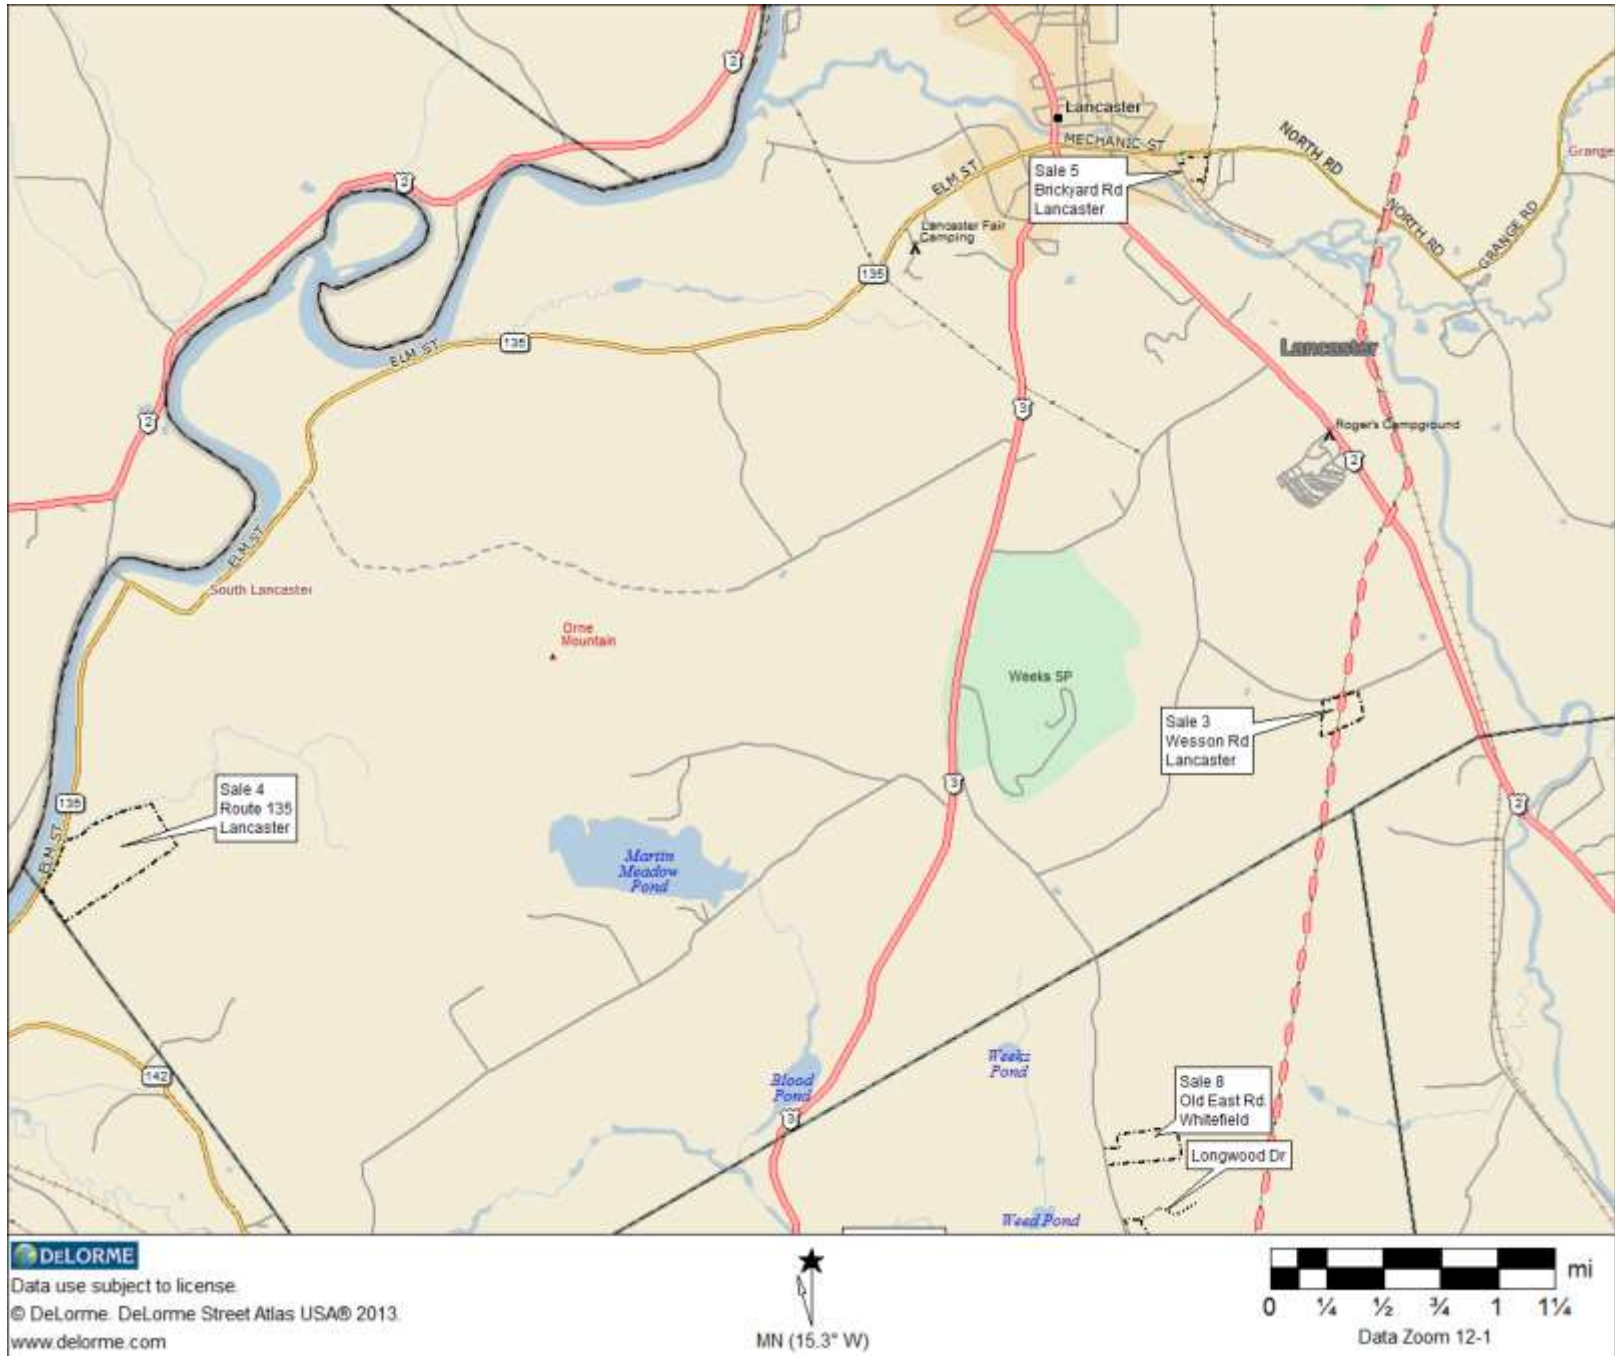 2
Lancaster
MECHANIC ST
NORTH RD
Grange
2
Sale 5
Brickyard Rd
Lancaster
ELM ST
NORTH RD
GRANGE RD
Lancaster Fair
Camping
135
135
ELM ST
Lancaster
2
3
Roger's Campground
2
ELM ST
South Lancaster
Orne
Mountain
Weeks SP
Sale 3
Wesson Rd
Lancaster
Sale 4
Route 135
Lancaster
135
3
2
ELM ST
Martin
Meadow
Pond
142
Blood
Pond
Weeks
Pond
Sale 8
Old East Rd.
Whitefield
3
Longwood Dr
Weed Pond
DELORME
Data use subject to license.
© DeLorme. DeLorme Street Atlas USA® 2013.
www.delorme.com
MN (15.3° W)
mi
0 ¼ ½ ¾ 1 1¼
Data Zoom 12-1